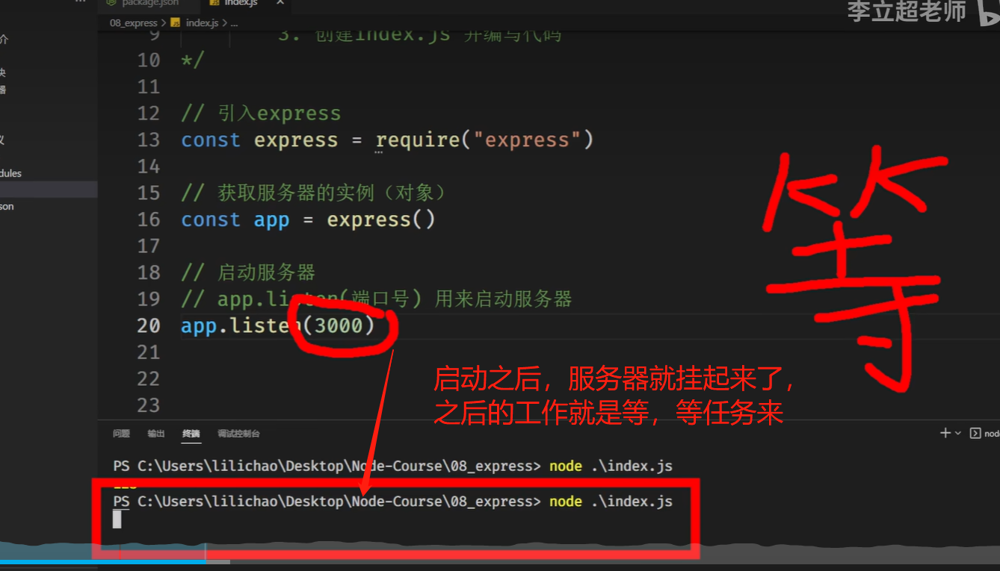 package.json index.js
李立超老师
08_express > index.js > ...
介
dules
son
9 3. 创建index.js 并编写代码
10 */
11
12 // 引入express
13 const express = require("express")
14
15 // 获取服务器的实例（对象）
16 const app = express()
17
18 // 启动服务器
19 // app.listen(端口号) 用来启动服务器
20 app.listen(3000)
21
22
23
等
启动之后，服务器就挂起来了，
之后的工作就是等，等任务来
问题 输出 终端 调试控制台
PS C:\Users\lilichao\Desktop\Node-Course\08_express> node .\index.js
PS C:\Users\lilichao\Desktop\Node-Course\08_express> node .\index.js